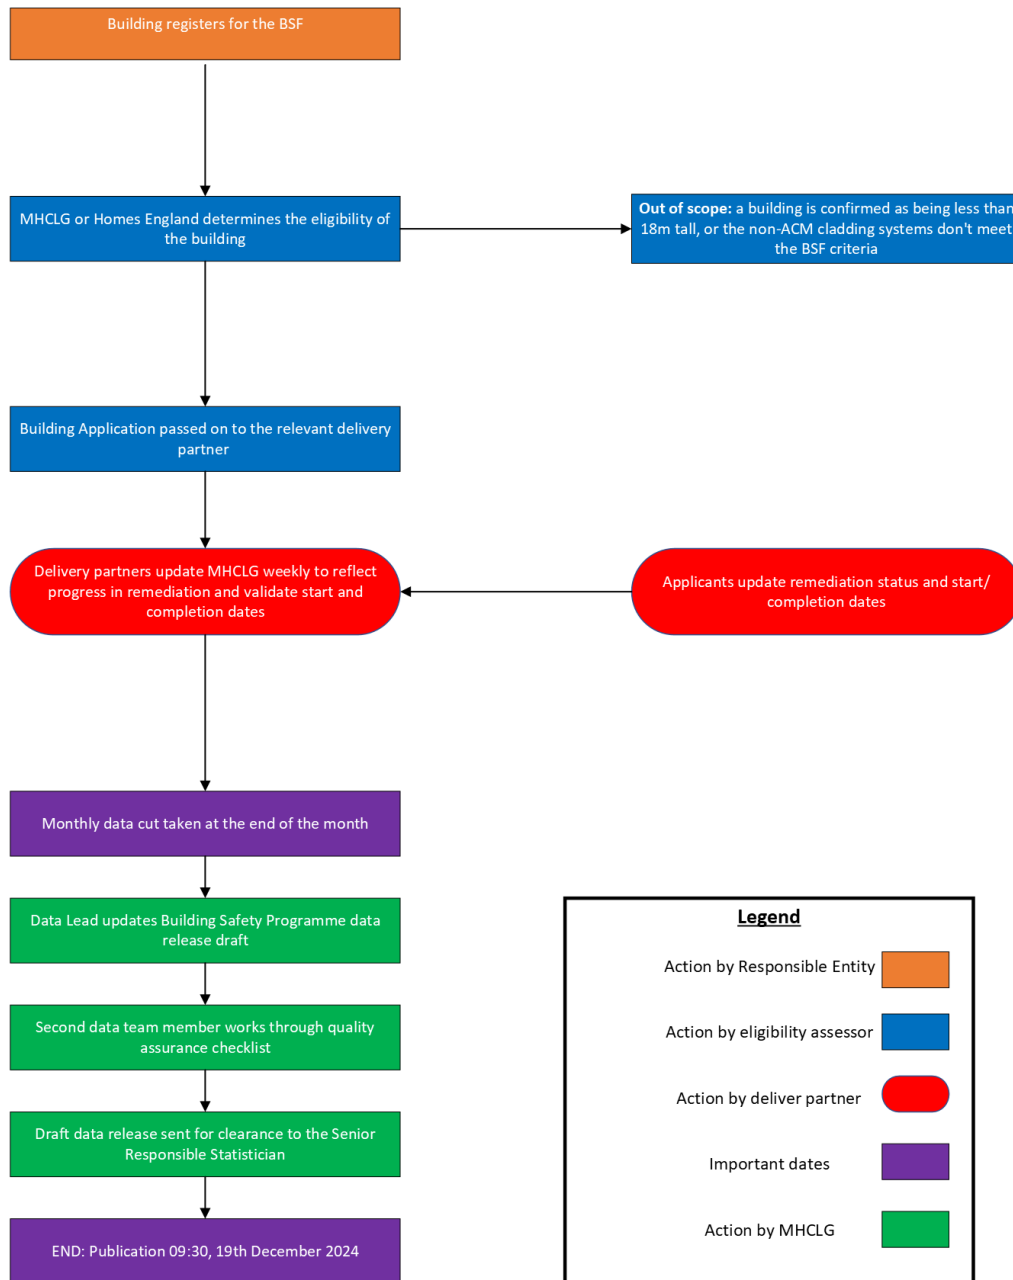 Building registers for the BSF
MHCLG or Homes England determines the eligibility of
the building
Out of scope: a building is confirmed as being less than
18m tall, or the non-ACM cladding systems don't meet
the BSF criteria
Building Application passed on to the relevant delivery
partner
Delivery partners update MHCLG weekly to reflect
progress in remediation and validate start and
completion dates
Applicants update remediation status and start/
completion dates
Monthly data cut taken at the end of the month
Data Lead updates Building Safety Programme data
release draft
Second data team member works through quality
assurance checklist
Draft data release sent for clearance to the Senior
Responsible Statistician
END: Publication 09:30, 19th December 2024
Legend
Action by Responsible Entity
Action by eligibility assessor
Action by deliver partner
Important dates
Action by MHCLG